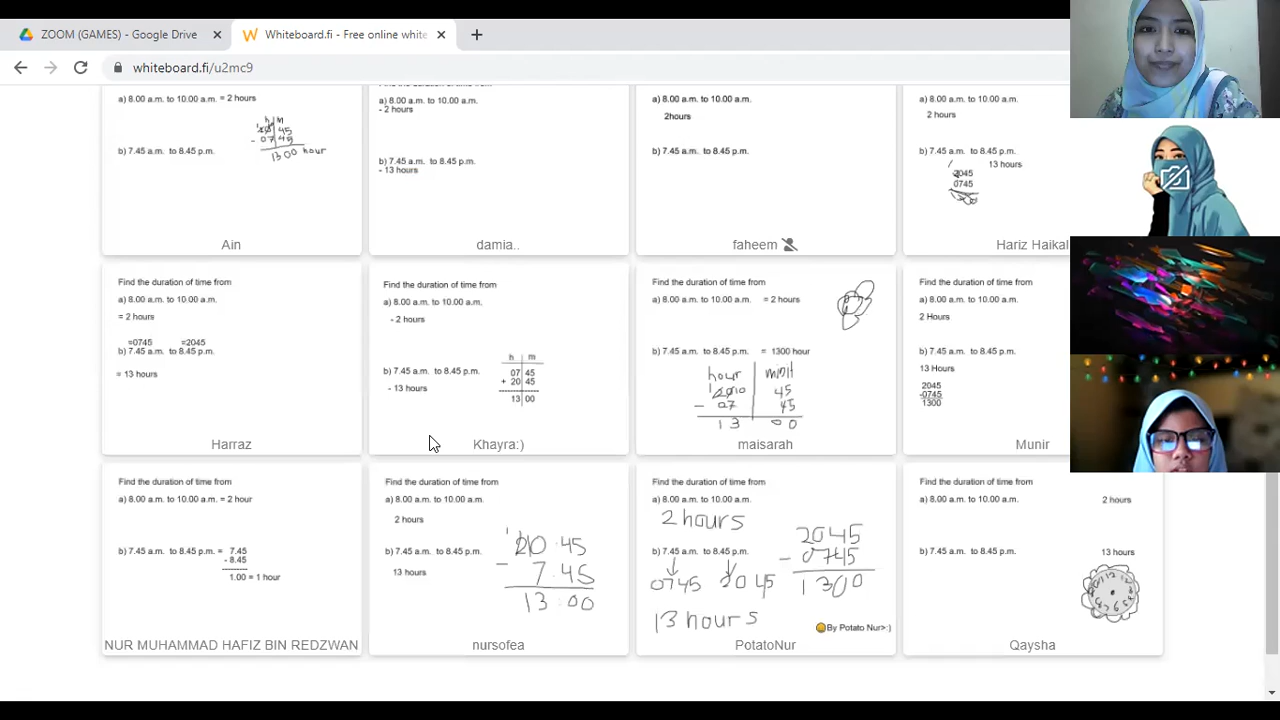 ZOOM (GAMES) - Google Drive
Whiteboard.fi - Free online white
whiteboard.fi/u2mc9
a) 8.00 a.m. to 10.00 a.m. = 2 hours
h m
45
- 07 45
1300 hour
b) 7.45 a.m. to 8.45 p.m.
Ain
Find the duration of time from
a) 8.00 a.m. to 10.00 a.m.
- 2 hours
b) 7.45 a.m. to 8.45 p.m.
- 13 hours
damia..
a) 8.00 a.m. to 10.00 a.m.
2hours
b) 7.45 a.m. to 8.45 p.m.
faheem
a) 8.00 a.m. to 10.00 a.m.
2 hours
b) 7.45 a.m. to 8.45 p.m.
13 hours
2045
0745
Hariz Haikal
Find the duration of time from
a) 8.00 a.m. to 10.00 a.m.
= 2 hours
=0745 =2045
b) 7.45 a.m. to 8.45 p.m.
= 13 hours
Harraz
Find the duration of time from
a) 8.00 a.m. to 10.00 a.m.
- 2 hours
b) 7.45 a.m. to 8.45 p.m.
- 13 hours
h m
07 45
+ 20 45
13 00
Khayra:)
Find the duration of time from
a) 8.00 a.m. to 10.00 a.m. = 2 hours
b) 7.45 a.m. to 8.45 p.m. = 1300 hour
hour
45
- 07 45
13 00
maisarah
Find the duration of time from
a) 8.00 a.m. to 10.00 a.m.
2 Hours
b) 7.45 a.m. to 8.45 p.m.
13 Hours
2045
-0745
1300
Munir
Find the duration of time from
a) 8.00 a.m. to 10.00 a.m. = 2 hour
b) 7.45 a.m. to 8.45 p.m. = 7.45
- 8.45
1.00 = 1 hour
NUR MUHAMMAD HAFIZ BIN REDZWAN
Find the duration of time from
a) 8.00 a.m. to 10.00 a.m.
2 hours
b) 7.45 a.m. to 8.45 p.m.
13 hours
20.45
- 7.45
13:00
nursofea
Find the duration of time from
a) 8.00 a.m. to 10.00 a.m.
2 hours
b) 7.45 a.m. to 8.45 p.m.
0745 2045
13 hours
2045
- 0745
1300
By Potato Nur>:)
PotatoNur
Find the duration of time from
a) 8.00 a.m. to 10.00 a.m.
2 hours
b) 7.45 a.m. to 8.45 p.m.
13 hours
Qaysha